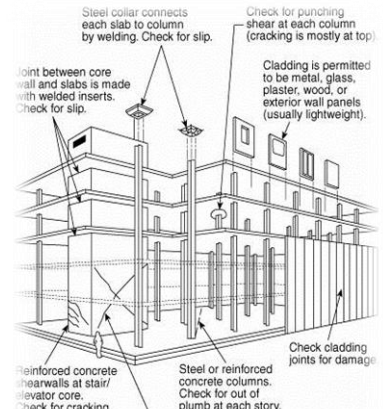 Steel collar connects
each slab to column
by welding. Check for slip.
Check for punching
shear at each column
(cracking is mostly at top).
Joint between core
wall and slabs is made
with welded inserts.
Check for slip.
Cladding is permitted
to be metal, glass,
plaster, wood, or
exterior wall panels
(usually lightweight).
Check cladding
joints for damage
Reinforced concrete
shearwalls at stair/
elevator core.
Check for cracking
Steel or reinforced
concrete columns.
Check for out of
plumb at each story.